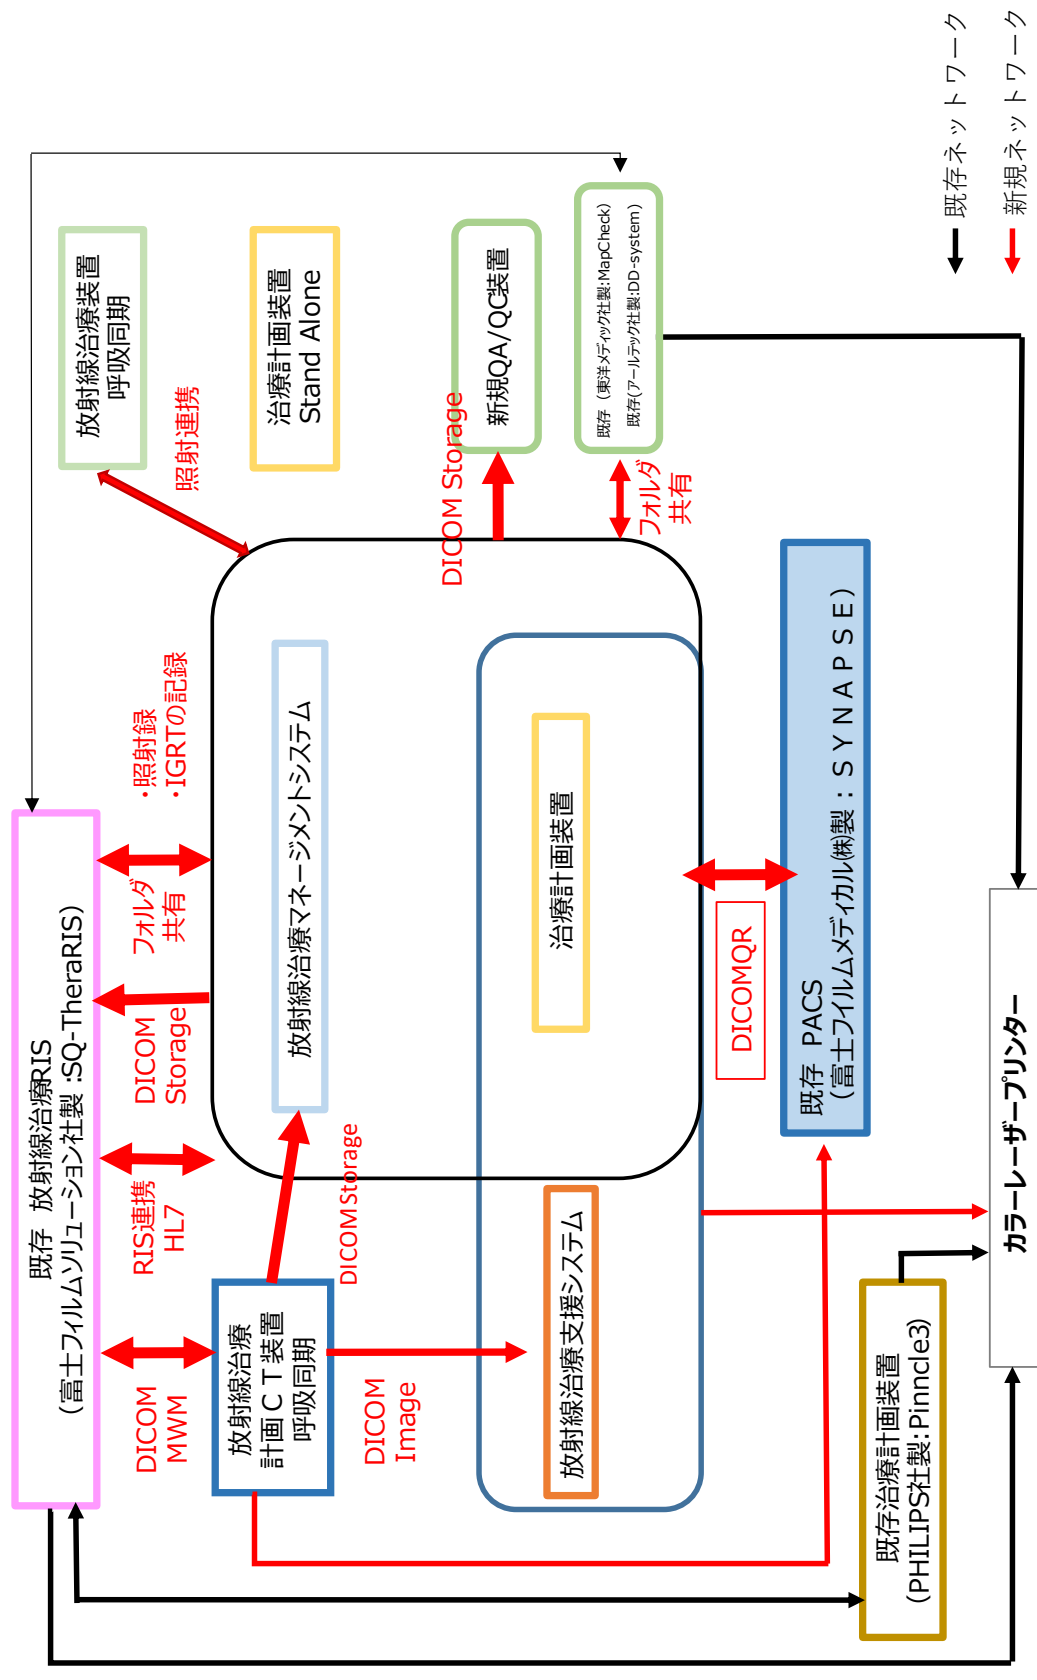 既存 放射線治療RIS
(富士フィルムソリューション社製:SQ-TheraRIS)
DICOM
MWM
RIS連携
HL7
DICOM
Storage
フォルダ
共有
・照射録
・IGRTの記録
照射連携
放射線治療装置
呼吸同期
放射線治療
計画CT装置
呼吸同期
DICOM Storage
放射線治療マネージメントシステム
治療計画装置
Stand Alone
DICOM
Image
DICOM Storage
新規QA/QC装置
放射線治療支援システム
治療計画装置
フォルダ
共有
既存（東洋メディック社製:MapCheck)
既存(アールテック社製:DD-system)
DICOMQR
既存 PACS
(富士フイルムメディカル㈱製：ＳＹＮＡＰＳＥ)
既存治療計画装置
(PHILIPS社製:Pinncle3)
カラーレーザープリンター
既存ネットワーク
新規ネットワーク